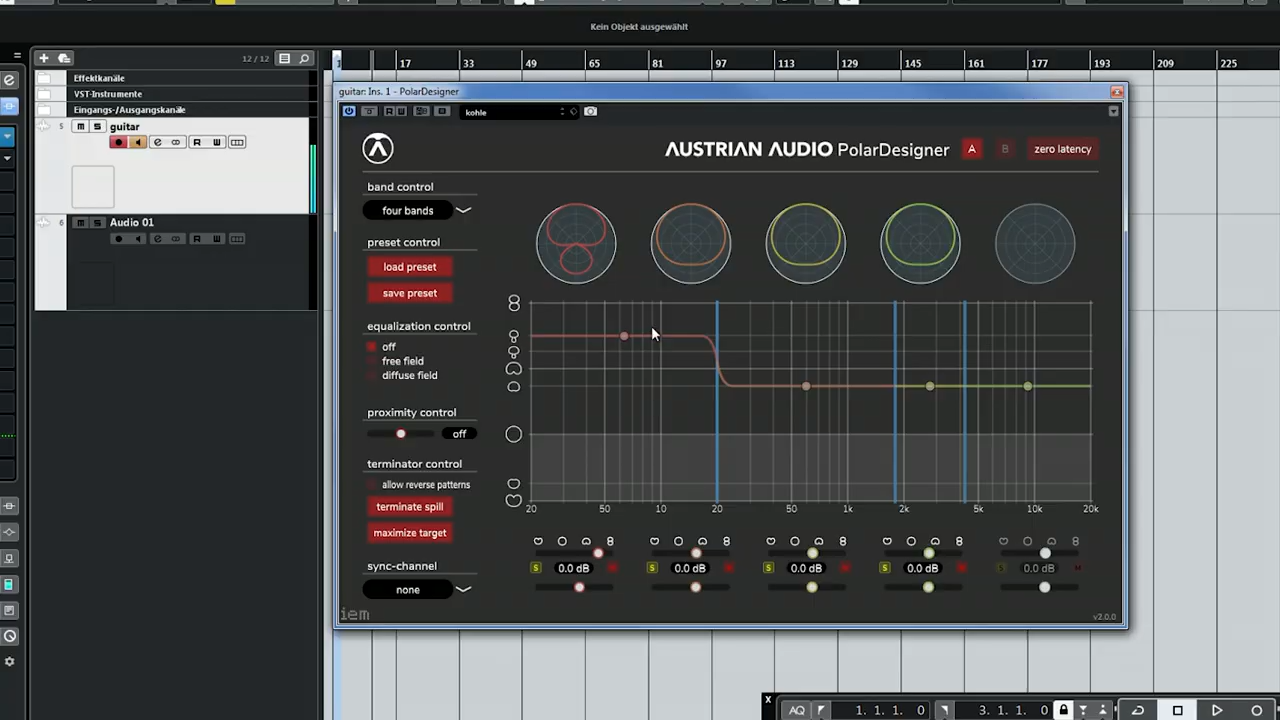 Kein Objekt ausgewählt
12 / 12
17 33 49 65 81 97 113 129 145 161 177 193 209 225
Effektkanäle
VST-Instrumente
Eingangs-/Ausgangskanäle
5 m S guitar
R W
6 m S Audio 01
R W
guitar: Ins. 1 - PolarDesigner
R W kohle
AUSTRIAN AUDIO PolarDesigner A B zero latency
band control
four bands
preset control
load preset
save preset
equalization control
off
free field
diffuse field
proximity control
off
terminator control
allow reverse patterns
terminate spill
maximize target
sync-channel
none
20 50 10 50 1k 2k 5k 10k 20k
S 0.0 dB S 0.0 dB S 0.0 dB S 0.0 dB S 0.0 dB
iem v2.0.0
X AQ 1. 1. 1. 0 3. 1. 1. 0